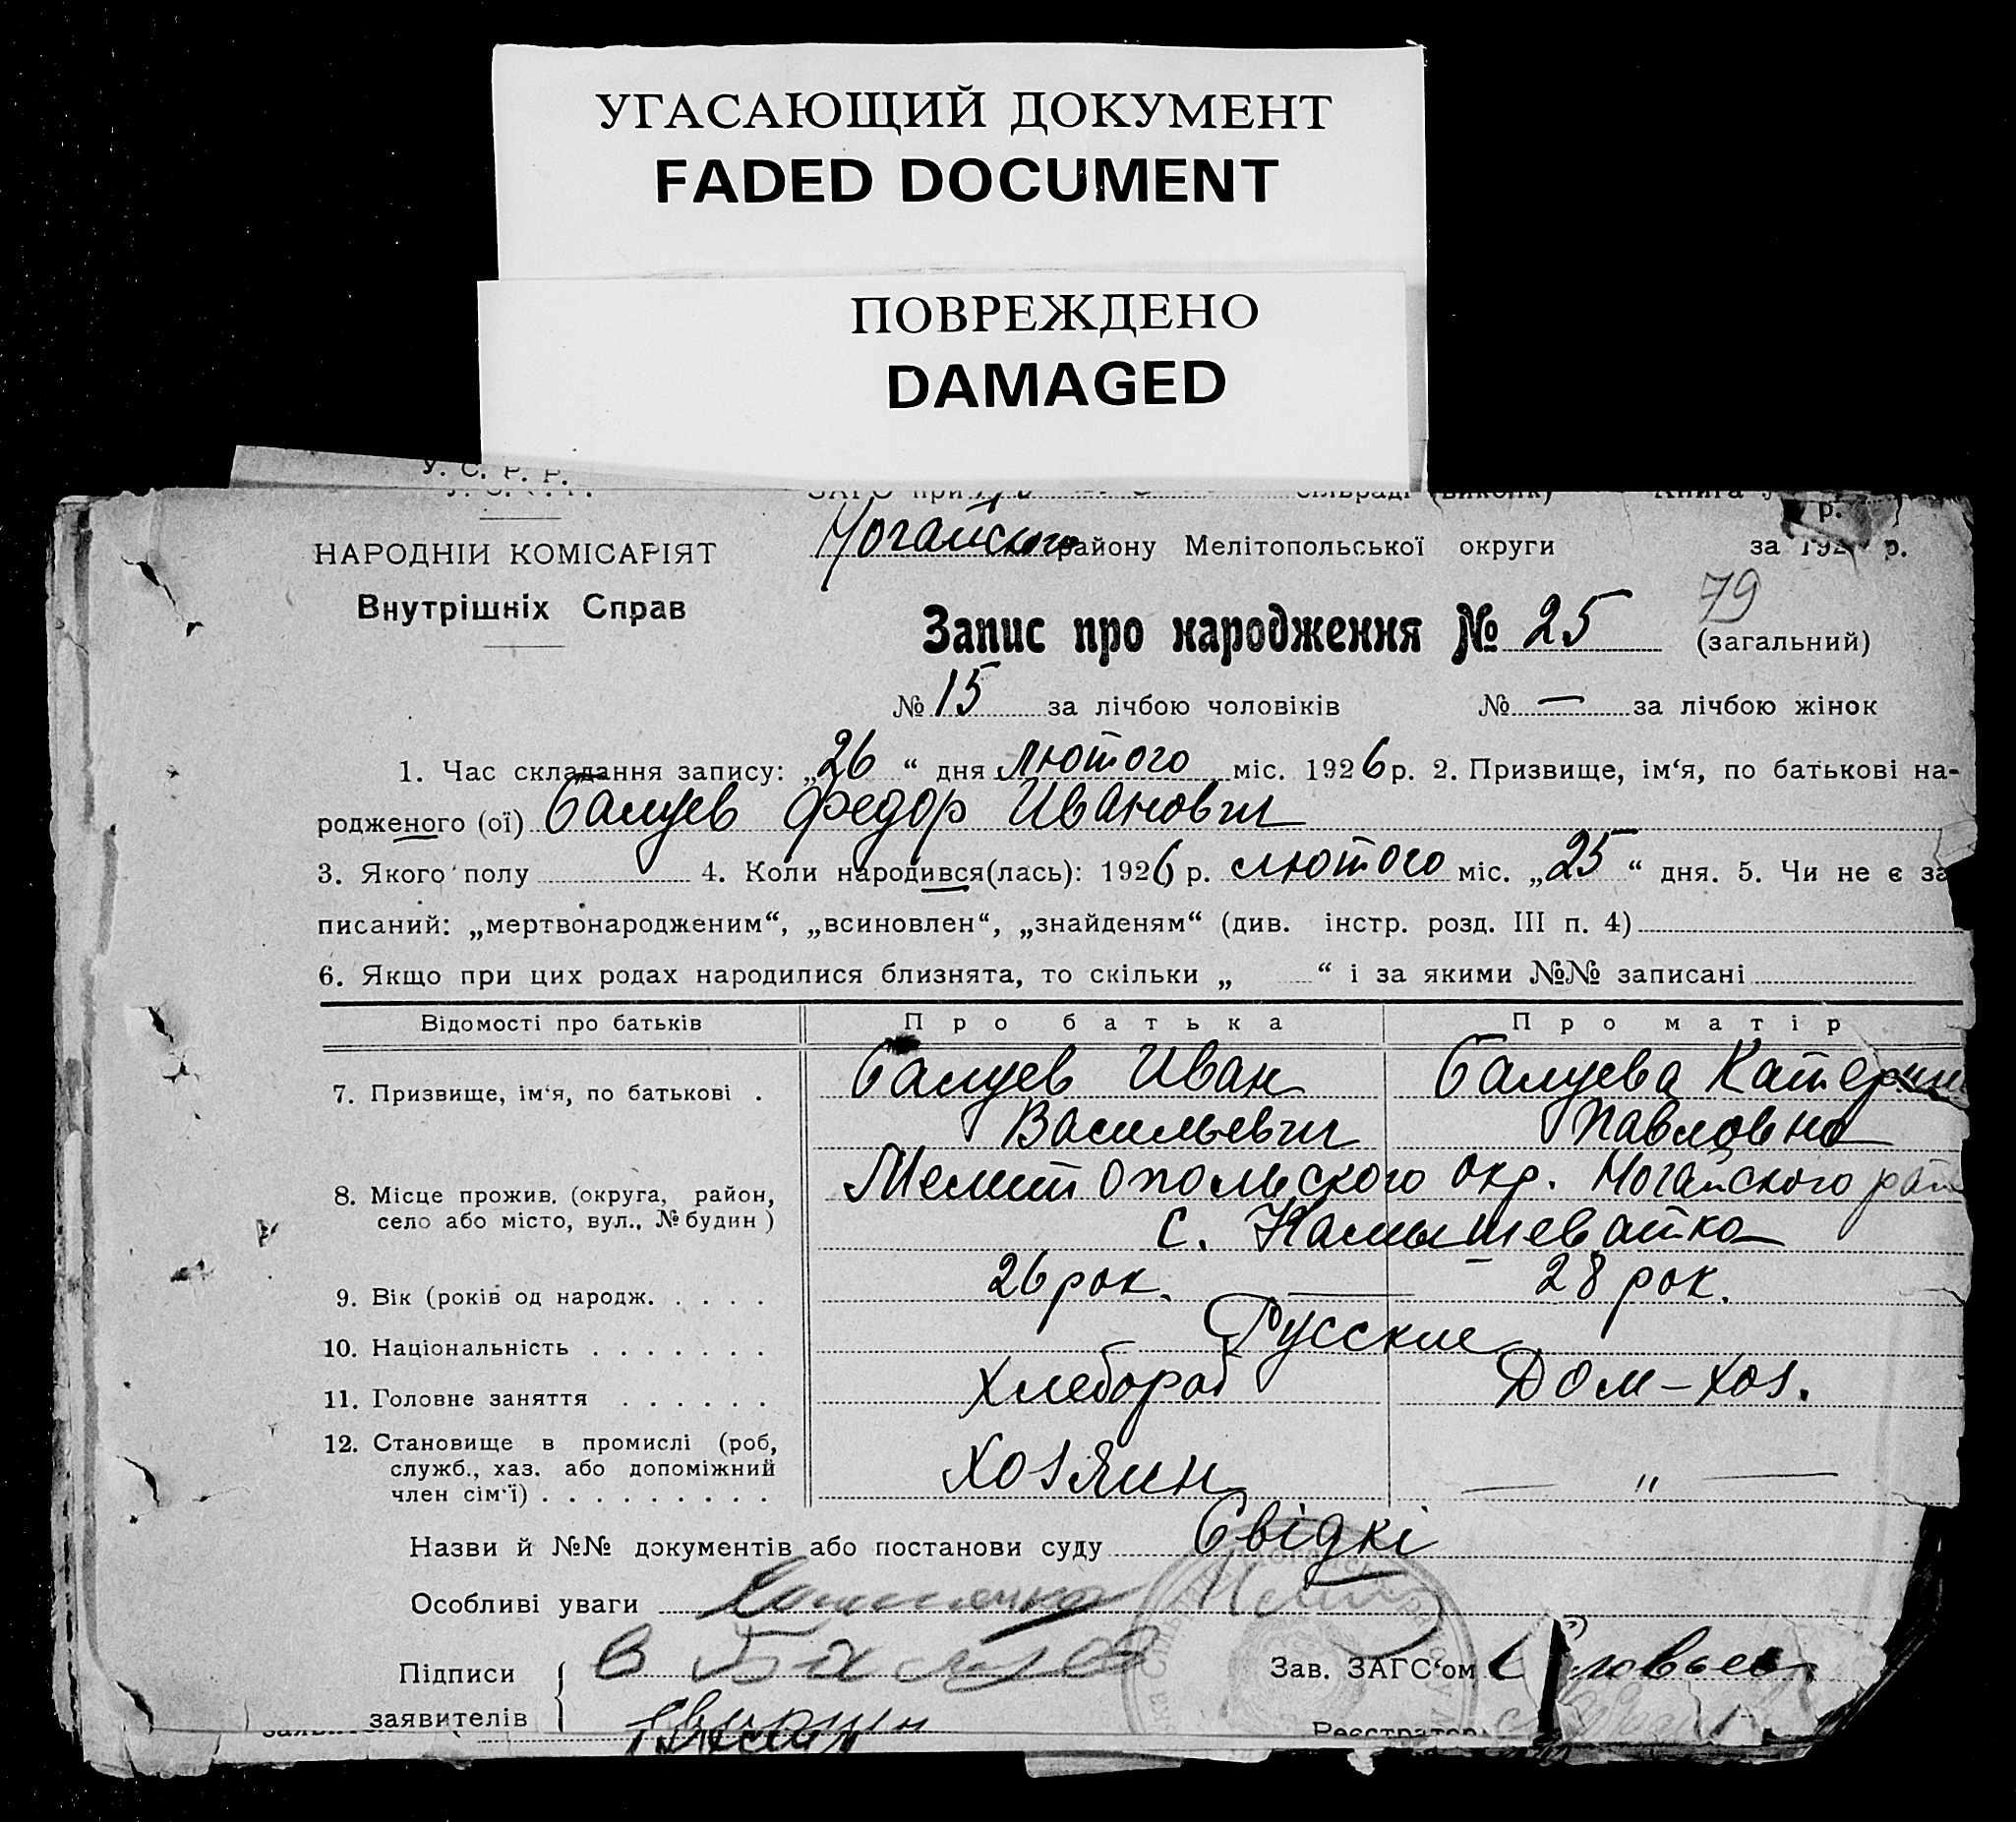 УГАСАЮЩИЙ ДОКУМЕНТ
FADED DOCUMENT
ПОВРЕЖДЕНО
DAMAGED
У. С. Р. Р.
НАРОДНІЙ КОМІСАРІЯТ
Внутрішніх Справ
Ногайского району Мелітопольської округи за 192 р.
79
Запис про народження № 25 (загальний)
№ 15 за лічбою чоловіків № — за лічбою жінок
1. Час складання запису: „26“ дня лютого міс. 1926 р. 2. Призвище, ім‘я, по батькові на-
родженого (ої) Балуев Федор Иванович
3. Якого полу 4. Коли народився(лась): 1926 р. лютого міс. „25“ дня. 5. Чи не є за
писаний: „мертвонародженим“, „всиновлен“, „знайденям“ (див. інстр. розд. III п. 4)
6. Якщо при цих родах народилися близнята, то скільки „ “ і за якими №№ записані
Відомості про батьків Про батька Про матір
7. Призвище, ім‘я, по батькові . Балуев Иван Васильевич Балуева Катерин Павловна
8. Місце прожив. (округа, район, село або місто, вул., № будин) Мелитопольского окр. Ногайского рай
с. Камышеватка
9. Вік (років од народж. . . . . 26 рок. — 28 рок.
10. Національність . . . . . . . Русские
11. Головне заняття . . . . . . Хлебороб Дом-хоз.
12. Становище в промислі (роб, служб., хаз. або допоміжний член сім‘ї) . . . . . . . . . Хозяин — " —
Назви й №№ документів або постанови суду Свідкі
Особливі уваги
Підписи заявителів
Зав. ЗАГС‘ом
Реєстратор